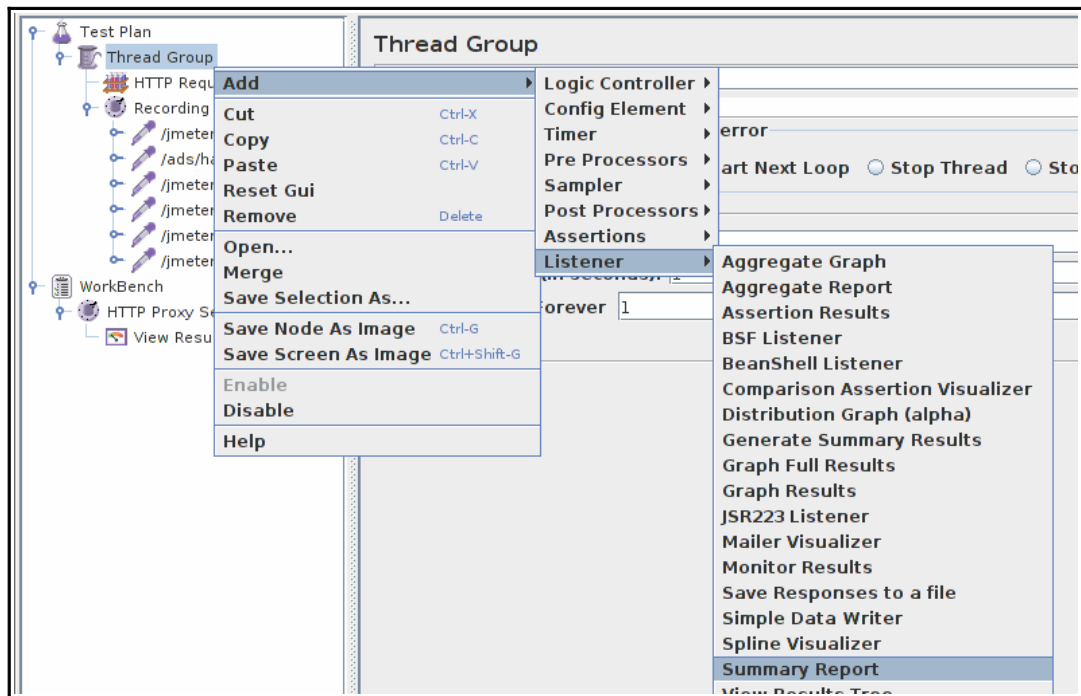 Test Plan
Thread Group
HTTP Requ
Recording
/jmeter
/ads/ha
/jmeter
/jmeter
/jmeter
/jmeter
WorkBench
HTTP Proxy Se
View Resu
Thread Group
error
art Next Loop Stop Thread Sto
(in seconds): 1
orever 1
Add
Cut Ctrl-X
Copy Ctrl-C
Paste Ctrl-V
Reset Gui
Remove Delete
Open...
Merge
Save Selection As...
Save Node As Image Ctrl-G
Save Screen As Image Ctrl+Shift-G
Enable
Disable
Help
Logic Controller
Config Element
Timer
Pre Processors
Sampler
Post Processors
Assertions
Listener
Aggregate Graph
Aggregate Report
Assertion Results
BSF Listener
BeanShell Listener
Comparison Assertion Visualizer
Distribution Graph (alpha)
Generate Summary Results
Graph Full Results
Graph Results
JSR223 Listener
Mailer Visualizer
Monitor Results
Save Responses to a file
Simple Data Writer
Spline Visualizer
Summary Report
View Results Tree